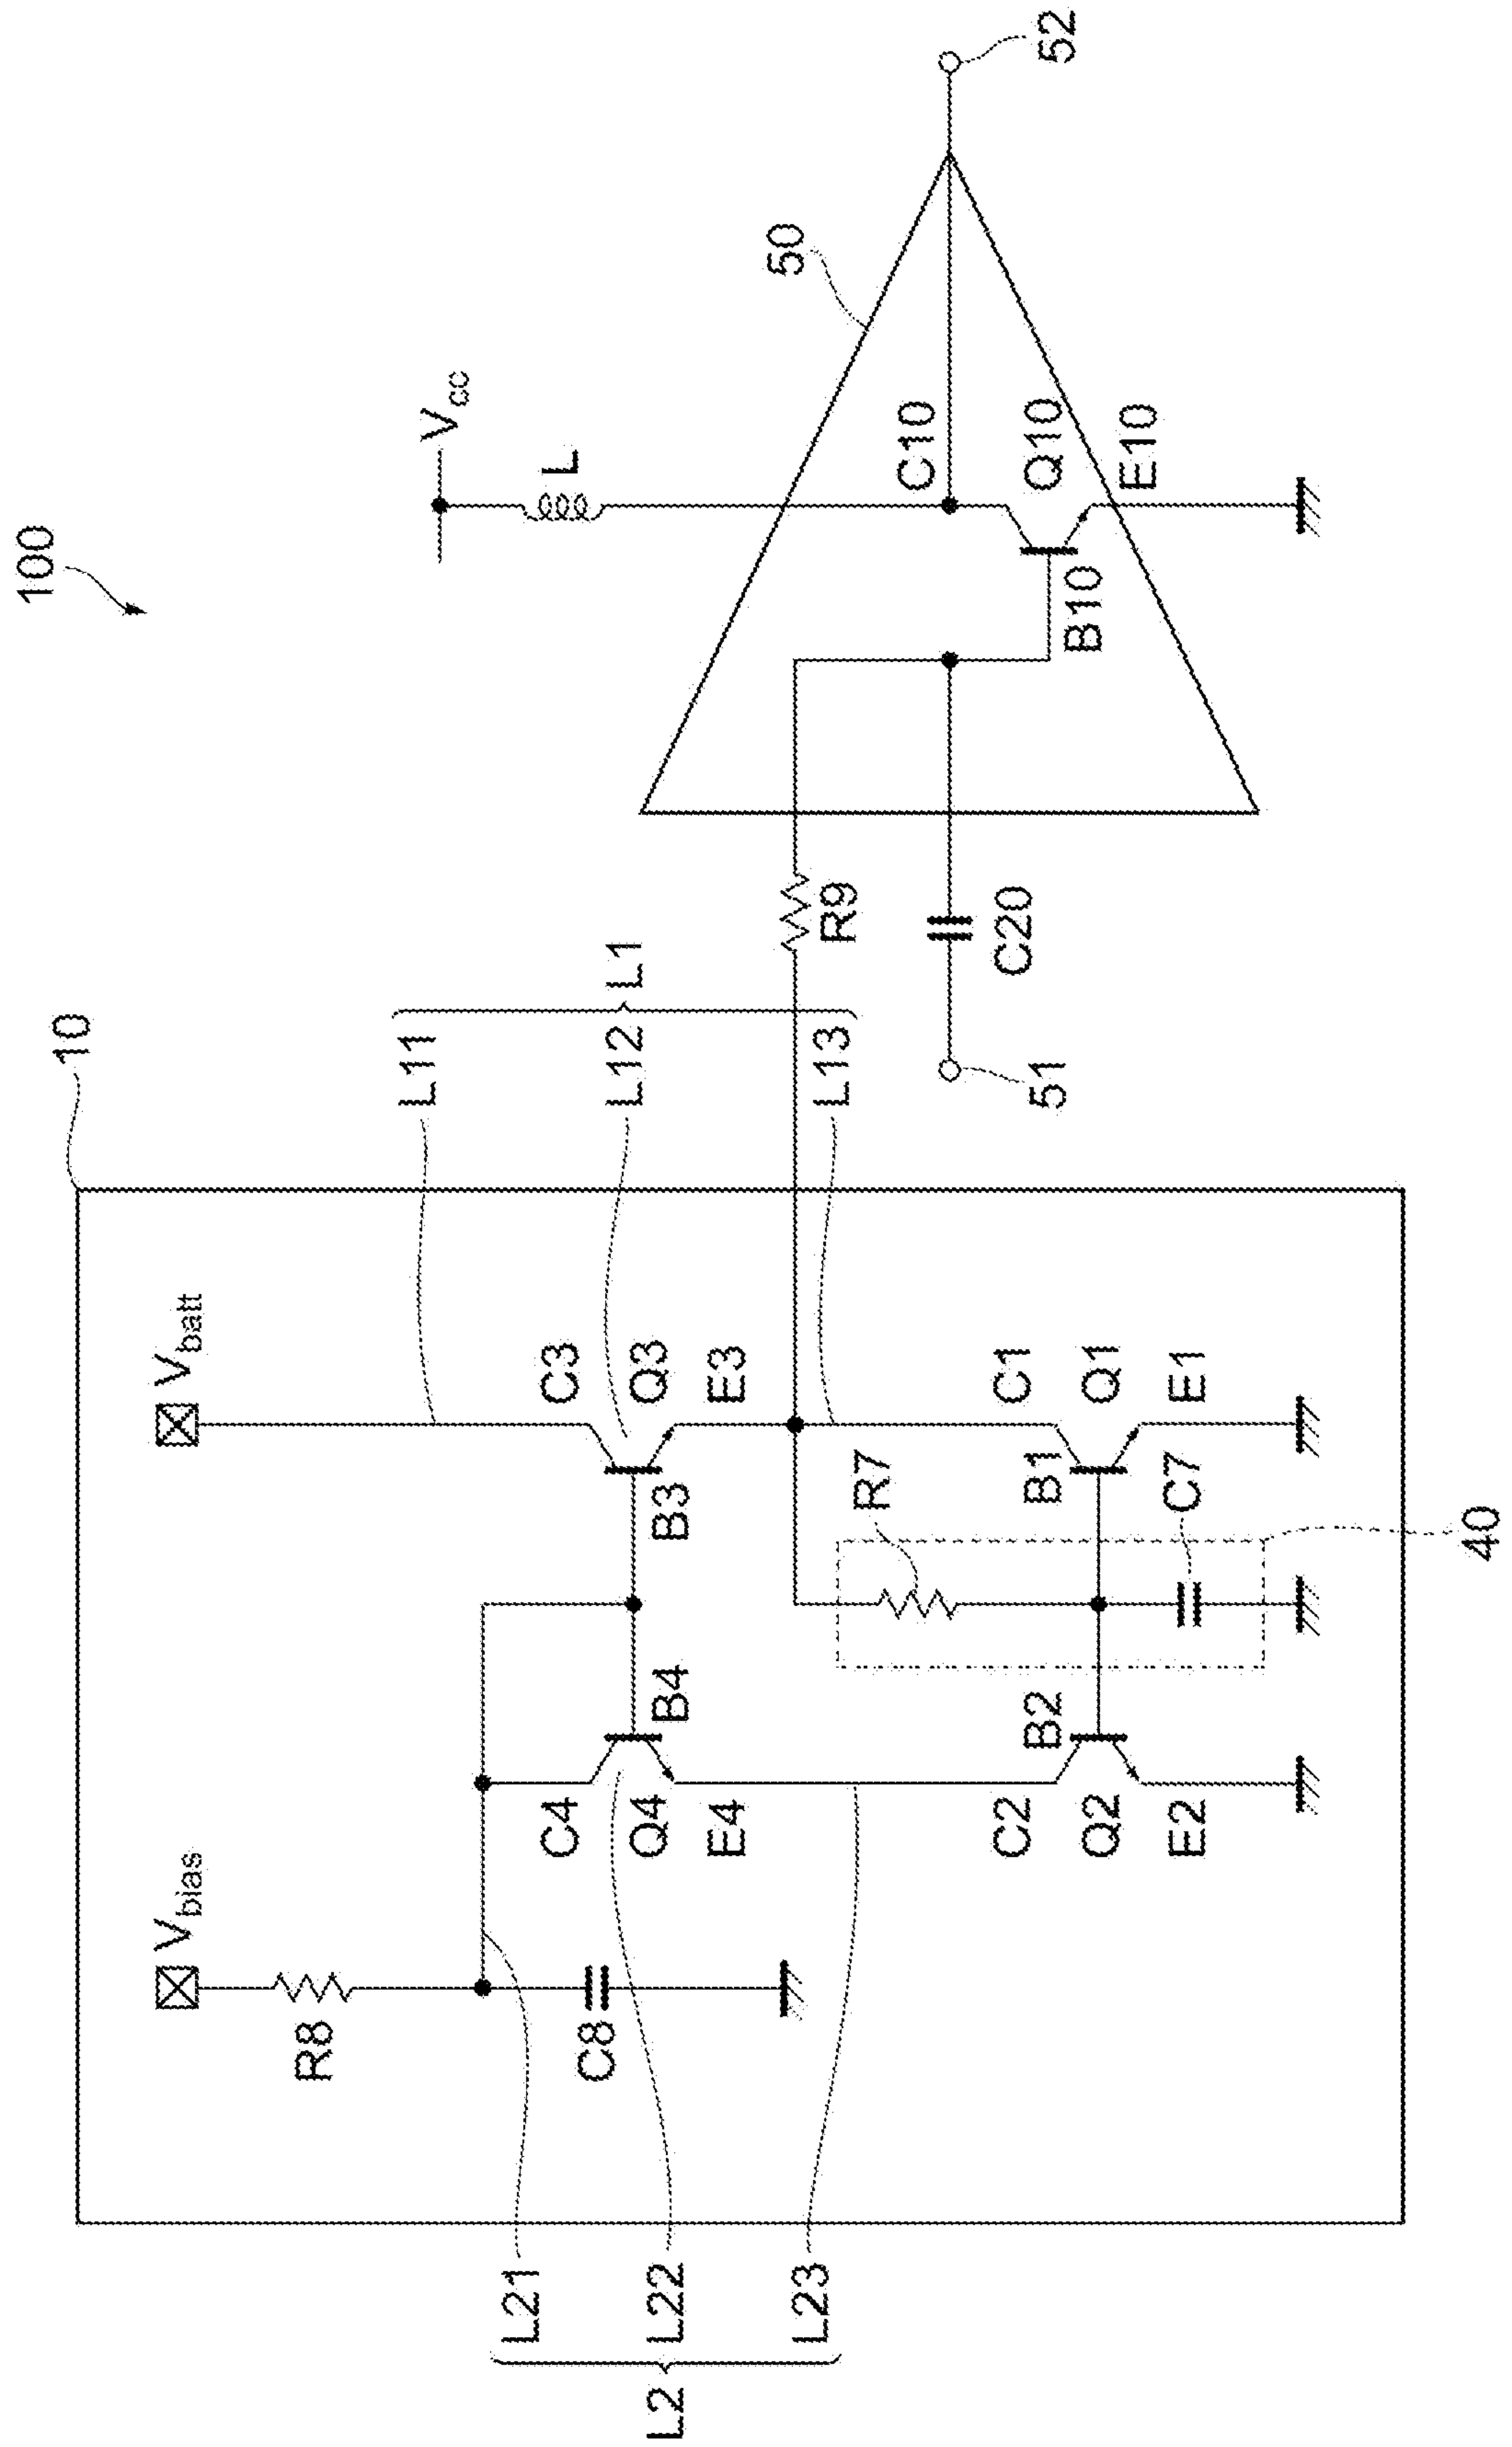 100
10
Vbias
Vbatt
Vcc
R8
C8
L
L21
L22
L23
L2
L11
L12
L13
L1
C4
Q4
E4
B4
C3
Q3
E3
B3
C2
Q2
E2
B2
C1
Q1
E1
B1
R7
C7
40
R9
C20
51
50
C10
Q10
E10
B10
52